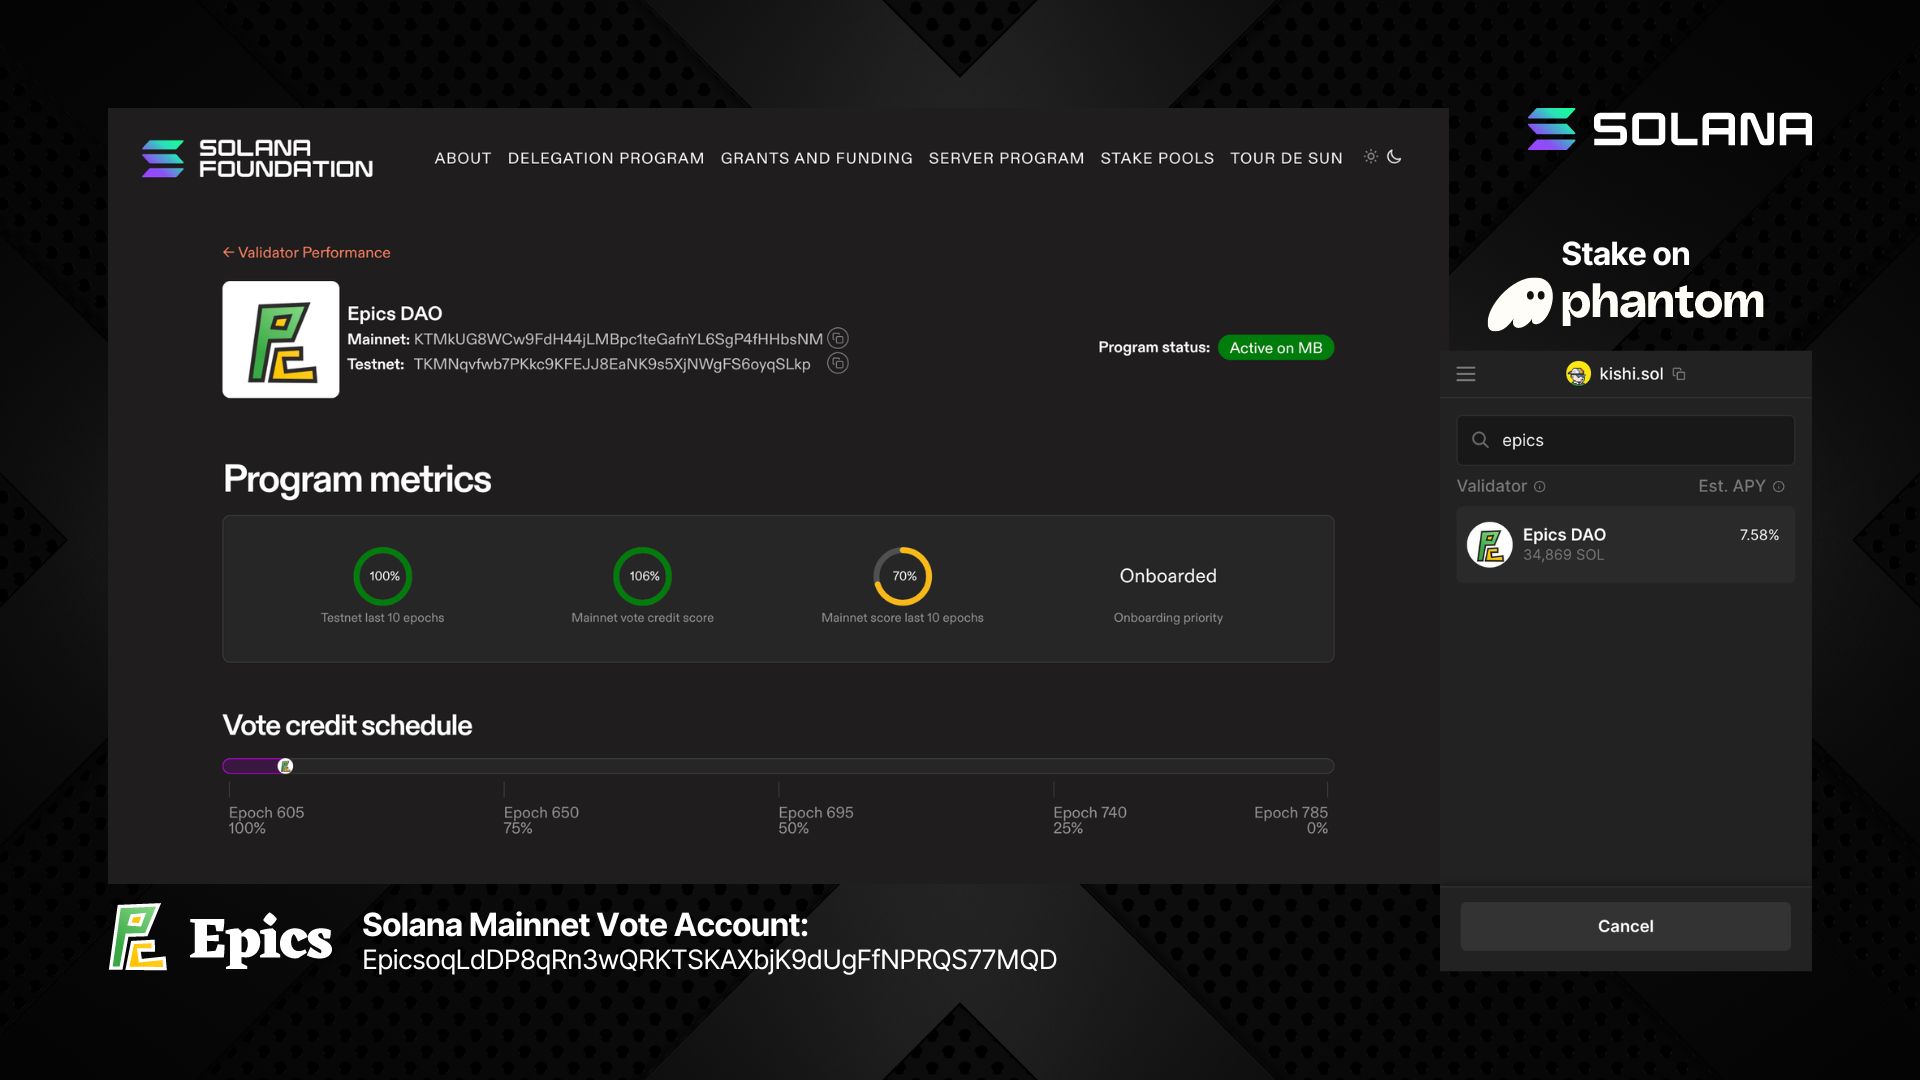 SOLANA
FOUNDATION
ABOUT DELEGATION PROGRAM GRANTS AND FUNDING SERVER PROGRAM STAKE POOLS TOUR DE SUN
← Validator Performance
Epics DAO
Mainnet: KTMkUG8WCw9FdH44jLMBpc1teGafnYL6SgP4fHHbsNM
Testnet: TKMNqvfwb7PKkc9KFEJJ8EaNK9s5XjNWgFS6oyqSLkp
Program status: Active on MB
Program metrics
100%
Testnet last 10 epochs
106%
Mainnet vote credit score
70%
Mainnet score last 10 epochs
Onboarded
Onboarding priority
Vote credit schedule
Epoch 605
100%
Epoch 650
75%
Epoch 695
50%
Epoch 740
25%
Epoch 785
0%
SOLANA
Stake on
phantom
kishi.sol
epics
Validator Est. APY
Epics DAO 7.58%
34,869 SOL
Cancel
Epics
Solana Mainnet Vote Account:
EpicsoqLdDP8qRn3wQRKTSKAXbjK9dUgFfNPRQS77MQD